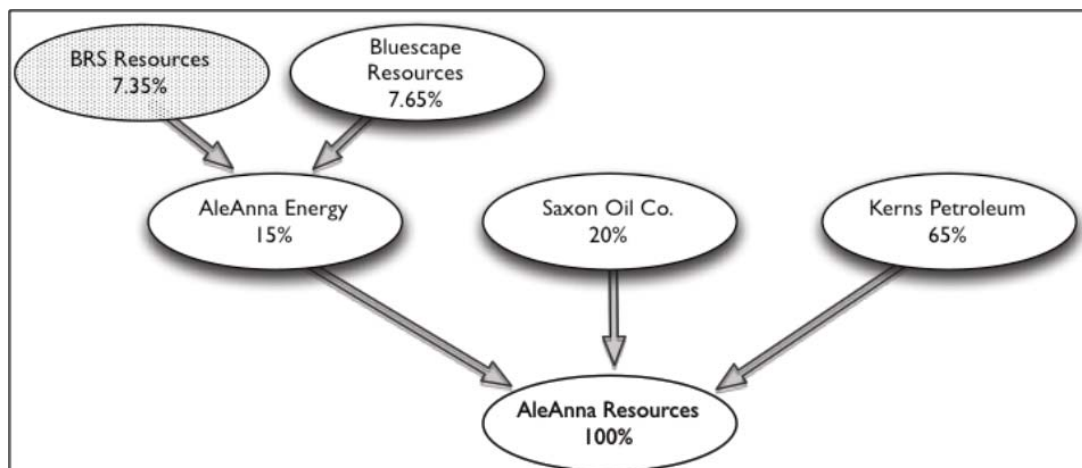 BRS Resources
7.35%
Bluescape
Resources
7.65%
AleAnna Energy
15%
Saxon Oil Co.
20%
Kerns Petroleum
65%
AleAnna Resources
100%